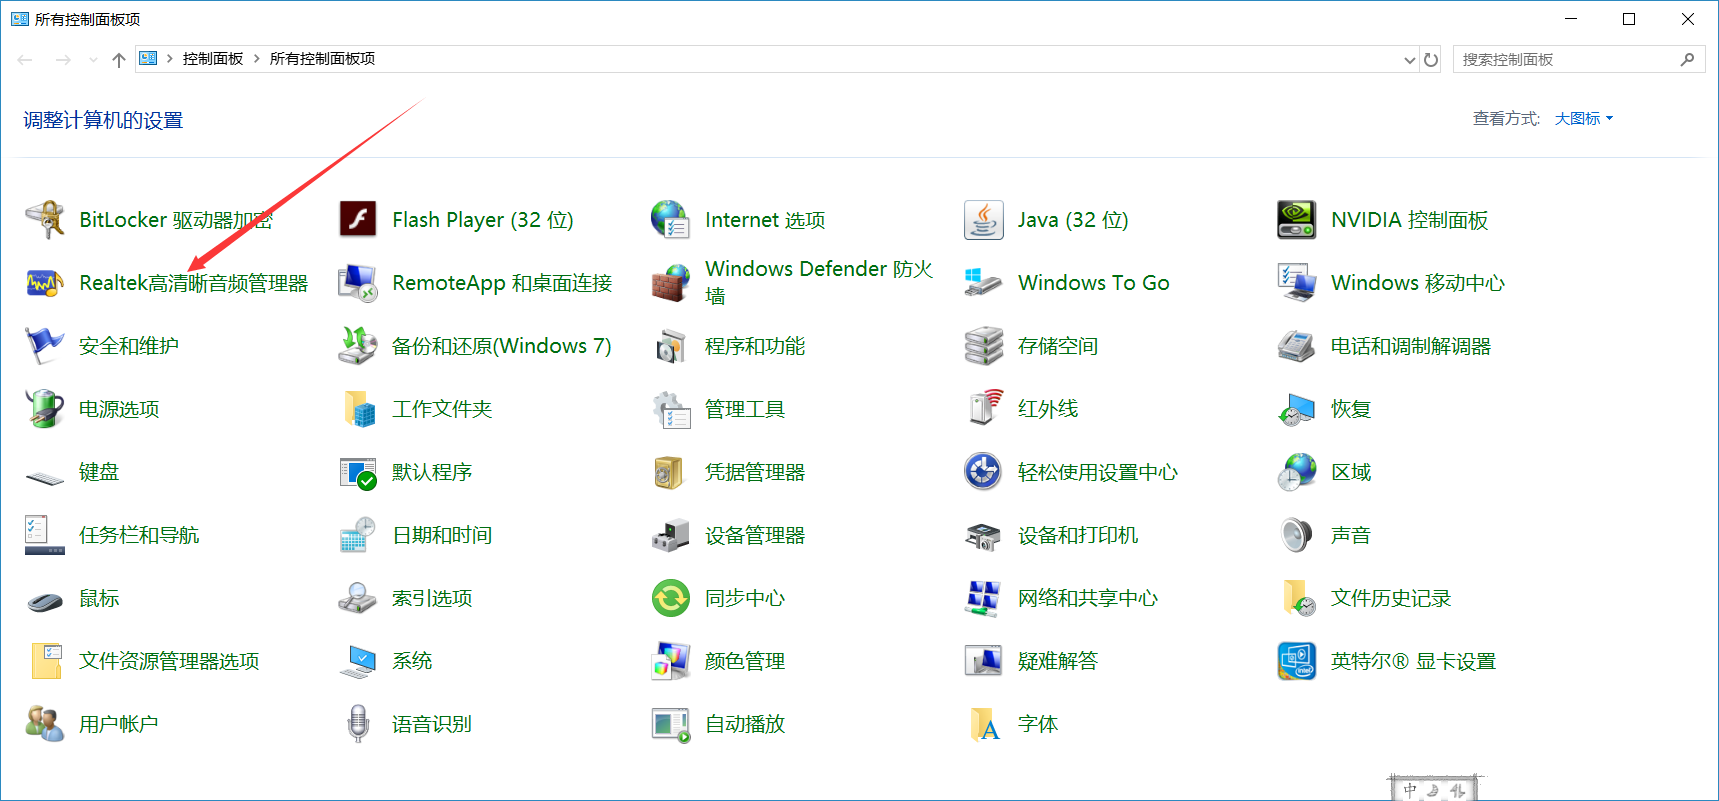 所有控制面板项
控制面板 所有控制面板项
搜索控制面板
调整计算机的设置
查看方式: 大图标
BitLocker 驱动器加密
Flash Player (32 位)
Internet 选项
Java (32 位)
NVIDIA 控制面板
Realtek高清晰音频管理器
RemoteApp 和桌面连接
Windows Defender 防火
墙
Windows To Go
Windows 移动中心
安全和维护
备份和还原(Windows 7)
程序和功能
存储空间
电话和调制解调器
电源选项
工作文件夹
管理工具
红外线
恢复
键盘
默认程序
凭据管理器
轻松使用设置中心
区域
任务栏和导航
日期和时间
设备管理器
设备和打印机
声音
鼠标
索引选项
同步中心
网络和共享中心
文件历史记录
文件资源管理器选项
系统
颜色管理
疑难解答
英特尔® 显卡设置
用户帐户
语音识别
自动播放
字体
中